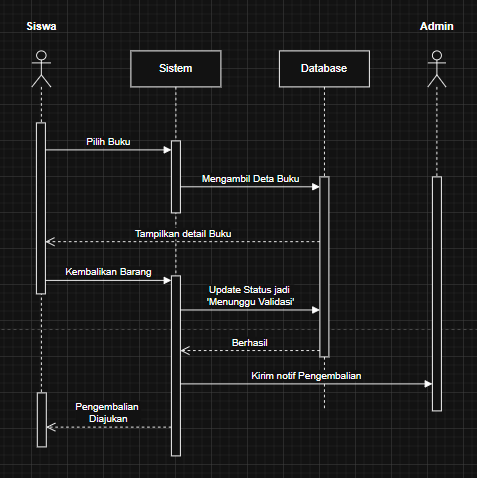 Siswa
Admin
Sistem
Database
Pilih Buku
Mengambil Deta Buku
Tampilkan detail Buku
Kembalikan Barang
Update Status jadi
'Menunggu Validasi'
Berhasil
Kirim notif Pengembalian
Pengembalian
Diajukan